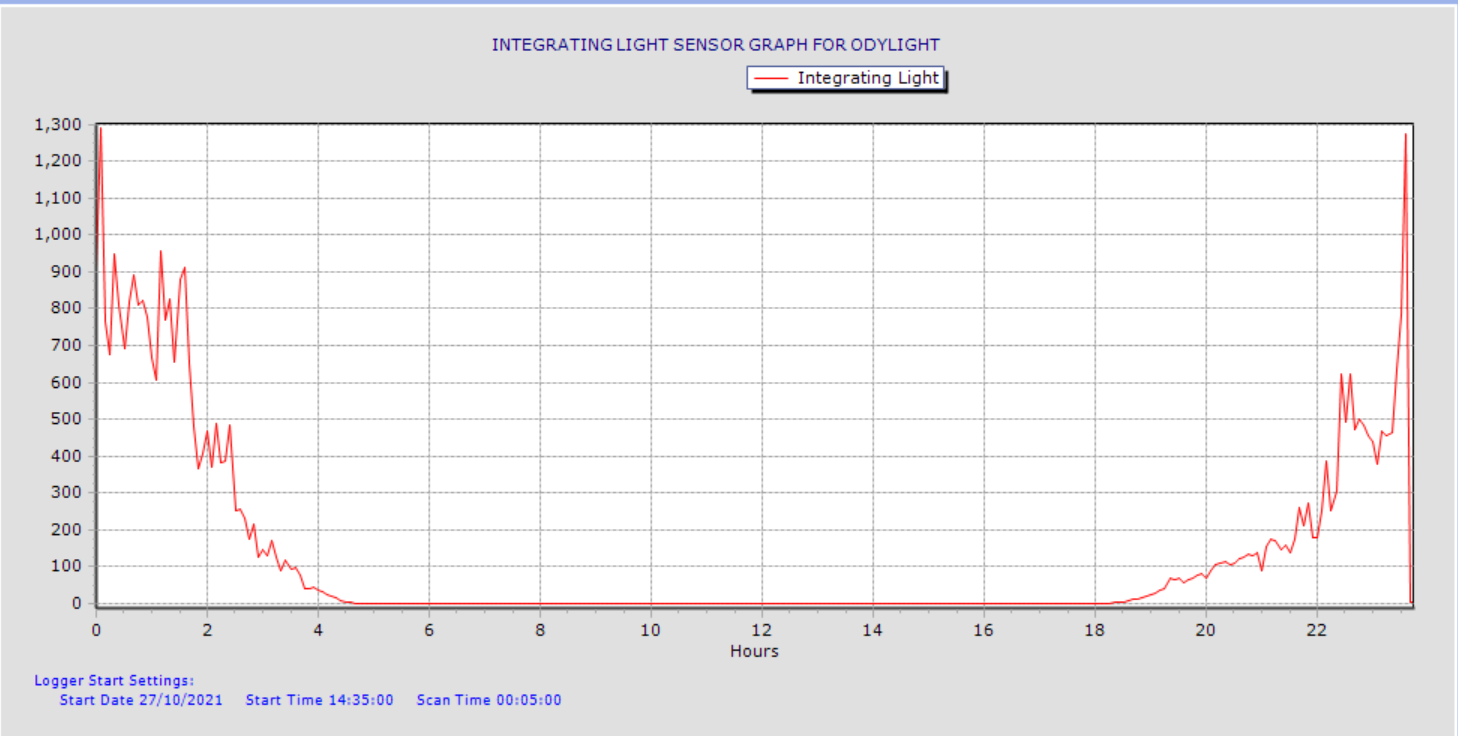 INTEGRATING LIGHT SENSOR GRAPH FOR ODYLIGHT
Integrating Light
1,300
1,200
1,100
1,000
900
800
700
600
500
400
300
200
100
0
0 2 4 6 8 10 12 14 16 18 20 22
Hours
Logger Start Settings:
Start Date 27/10/2021 Start Time 14:35:00 Scan Time 00:05:00